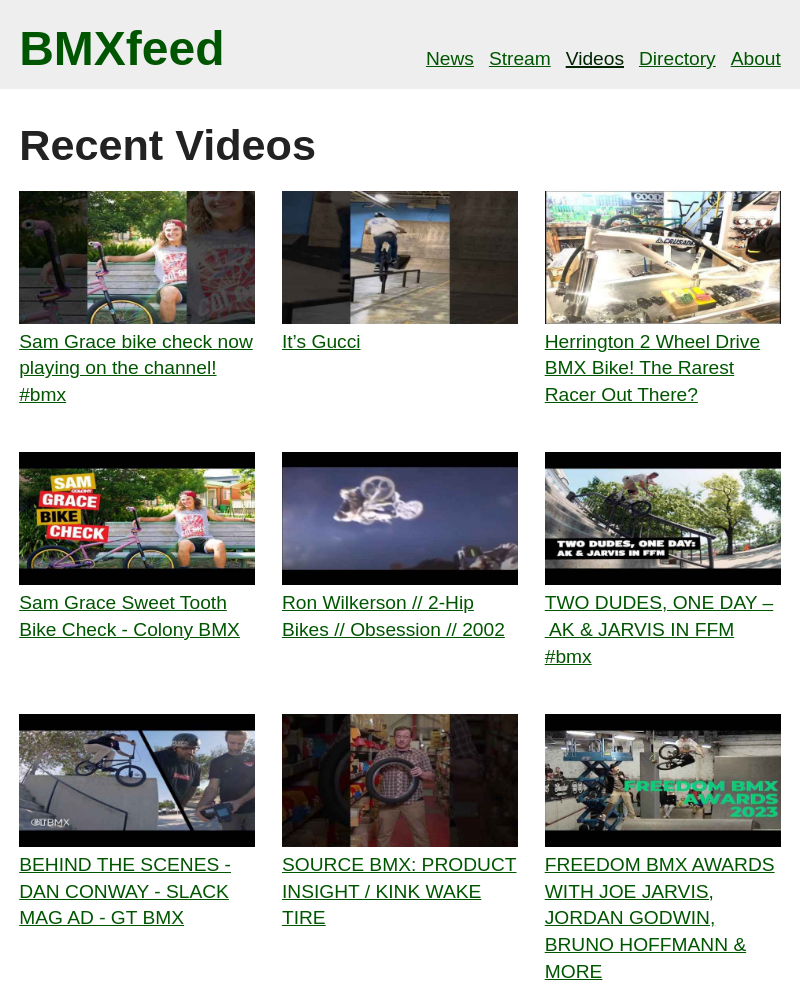 BMXfeed
News Stream Videos Directory About
Recent Videos
COLONY
GOODS
CRUSADE
Sam Grace bike check now
playing on the channel!
#bmx
It’s Gucci
Herrington 2 Wheel Drive
BMX Bike! The Rarest
Racer Out There?
SAM
COLONY
GRACE
BIKE
CHECK
TWO DUDES, ONE DAY:
AK & JARVIS IN FFM
Sam Grace Sweet Tooth
Bike Check - Colony BMX
Ron Wilkerson // 2-Hip
Bikes // Obsession // 2002
TWO DUDES, ONE DAY –
AK & JARVIS IN FFM
#bmx
GTBMX
FREEDOM BMX
AWARDS
2023
BEHIND THE SCENES -
DAN CONWAY - SLACK
MAG AD - GT BMX
SOURCE BMX: PRODUCT
INSIGHT / KINK WAKE
TIRE
FREEDOM BMX AWARDS
WITH JOE JARVIS,
JORDAN GODWIN,
BRUNO HOFFMANN &
MORE